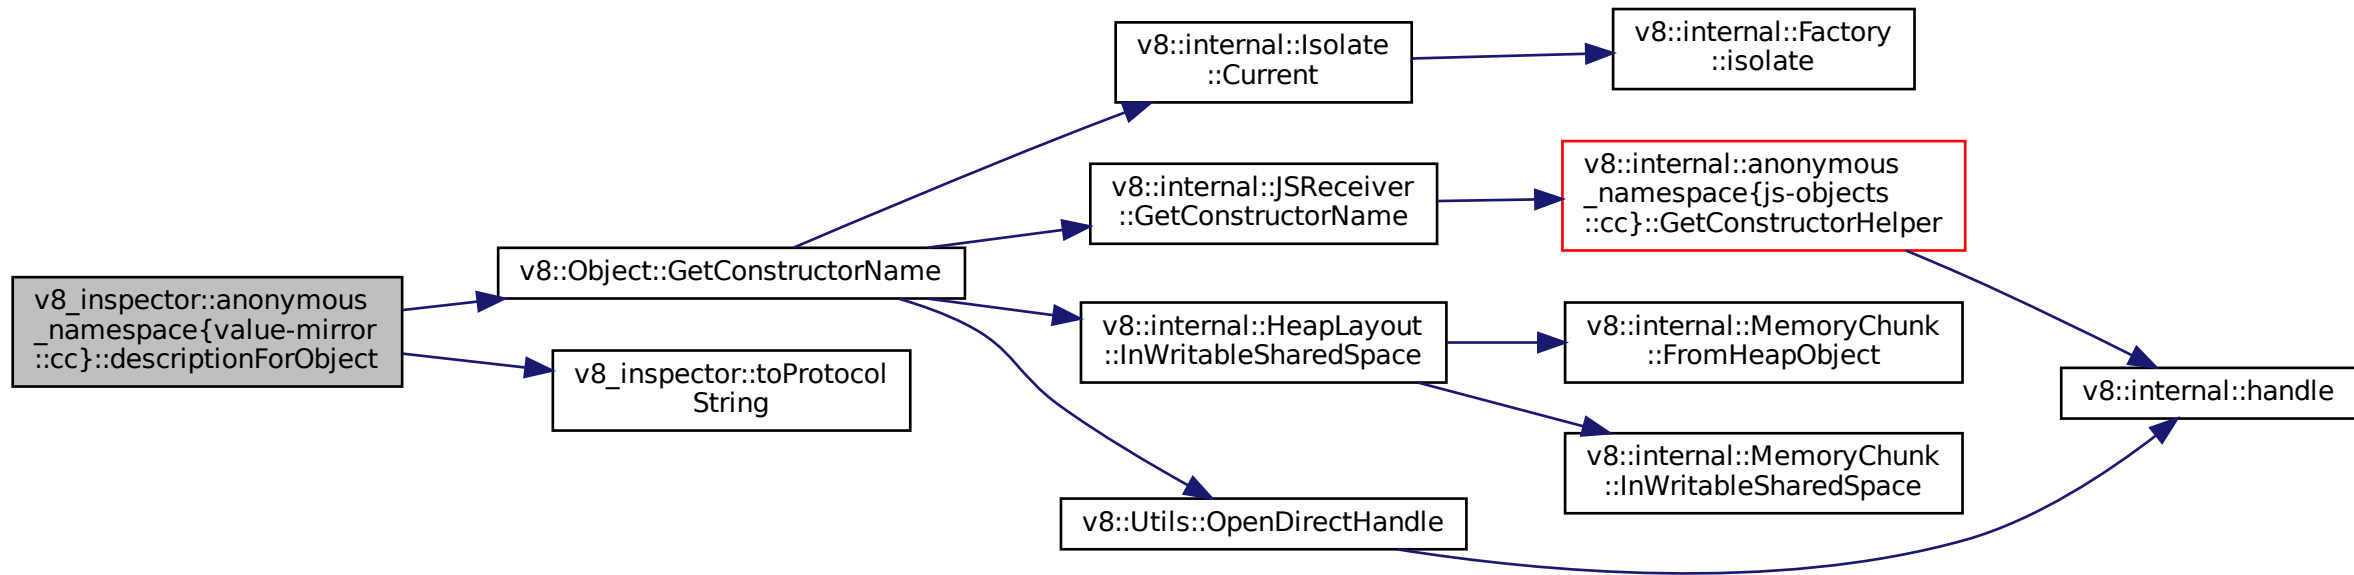 v8_inspector::anonymous
_namespace{value-mirror
::cc}::descriptionForObject
v8::Object::GetConstructorName
v8_inspector::toProtocol
String
v8::internal::Isolate
::Current
v8::internal::JSReceiver
::GetConstructorName
v8::internal::HeapLayout
::InWritableSharedSpace
v8::Utils::OpenDirectHandle
v8::internal::Factory
::isolate
v8::internal::anonymous
_namespace{js-objects
::cc}::GetConstructorHelper
v8::internal::MemoryChunk
::FromHeapObject
v8::internal::MemoryChunk
::InWritableSharedSpace
v8::internal::handle